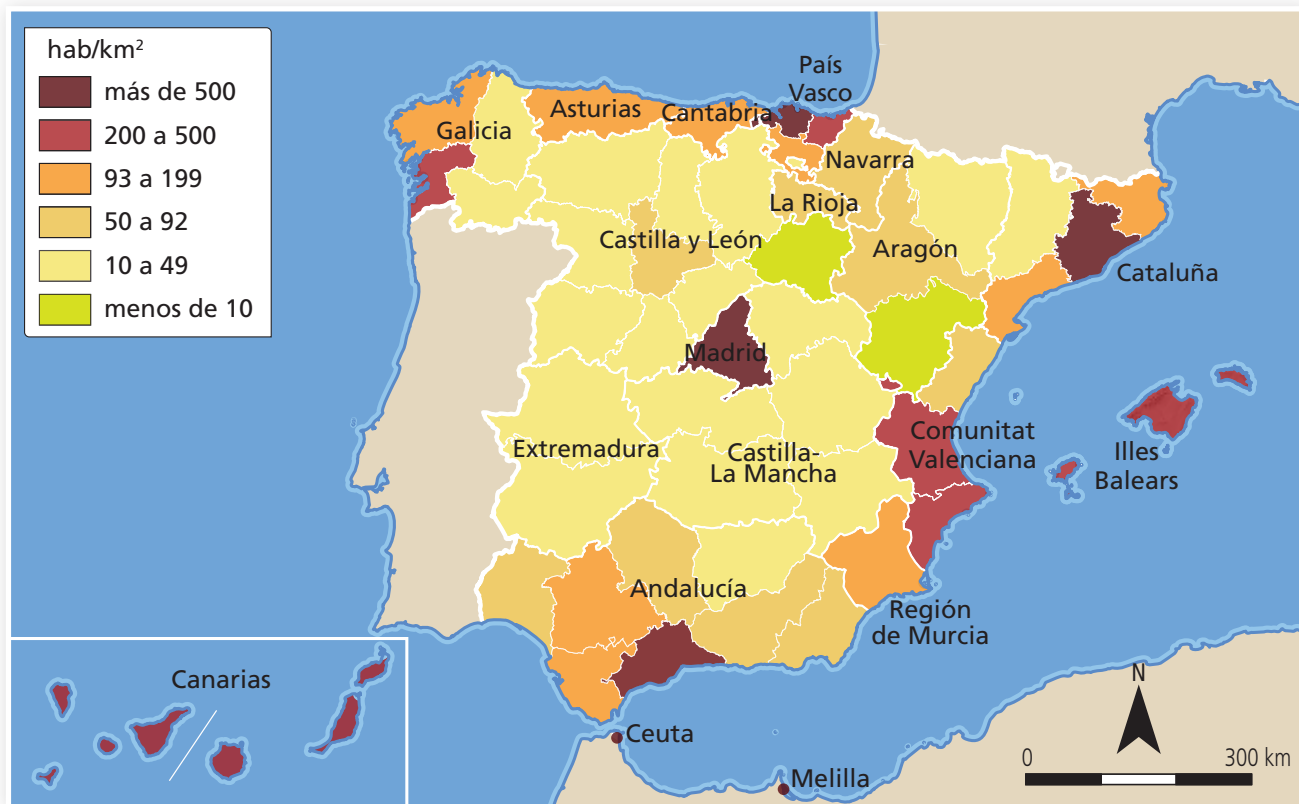 hab/km²
más de 500
200 a 500
93 a 199
50 a 92
10 a 49
menos de 10
País
Vasco
Asturias
Cantabria
Galicia
Navarra
La Rioja
Castilla y León
Aragón
Cataluña
Madrid
Extremadura
Castilla-
La Mancha
Comunitat
Valenciana
Illes
Balears
Andalucía
Región
de Murcia
Canarias
Ceuta
Melilla
N
0
300 km